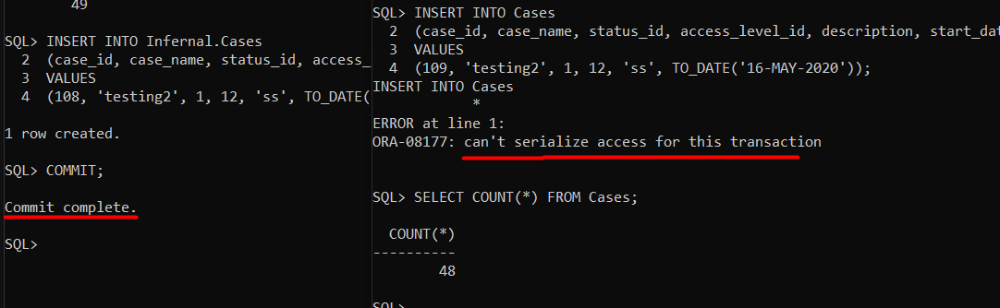 49
SQL> INSERT INTO Infernal.Cases
2 (case_id, case_name, status_id, access_
3 VALUES
4 (108, 'testing2', 1, 12, 'ss', TO_DATE(
1 row created.
SQL> COMMIT;
Commit complete.
SQL>
SQL> INSERT INTO Cases
2 (case_id, case_name, status_id, access_level_id, description, start_dat
3 VALUES
4 (109, 'testing2', 1, 12, 'ss', TO_DATE('16-MAY-2020'));
INSERT INTO Cases
*
ERROR at line 1:
ORA-08177: can't serialize access for this transaction
SQL> SELECT COUNT(*) FROM Cases;
COUNT(*)
----------
48
SQL>